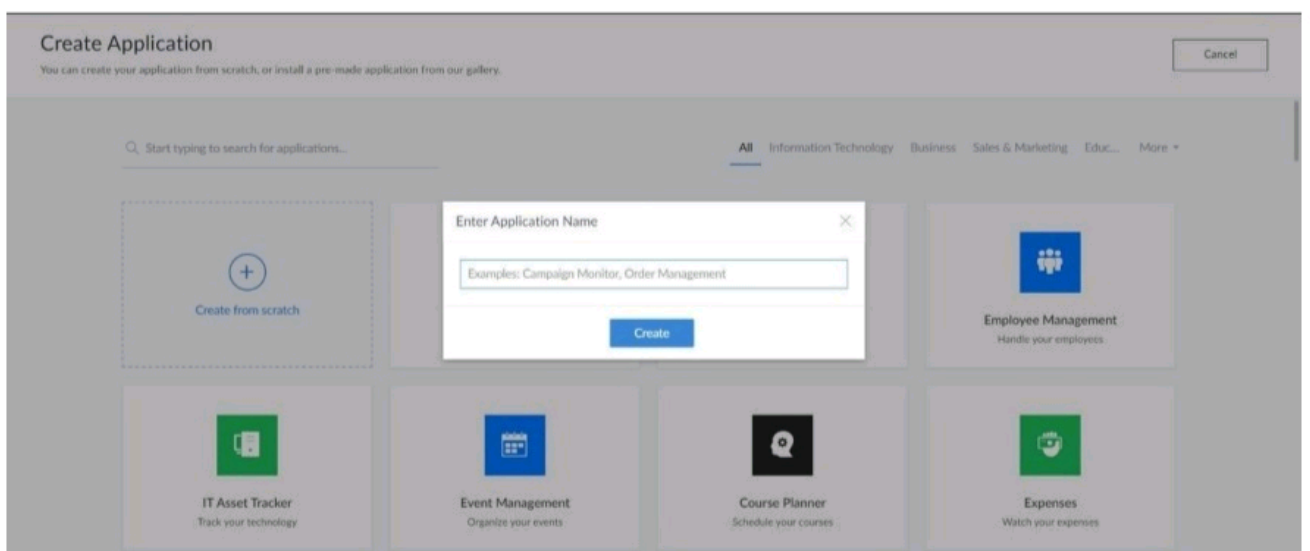 Create Application
You can create your application from scratch, or install a pre-made application from our gallery.
Cancel
Start typing to search for applications...
All Information Technology Business Sales & Marketing Educ... More
Enter Application Name
Examples: Campaign Monitor, Order Management
Create
Create from scratch
Employee Management
Handle your employees
IT Asset Tracker
Track your technology
Event Management
Organize your events
Course Planner
Schedule your courses
Expenses
Watch your expenses